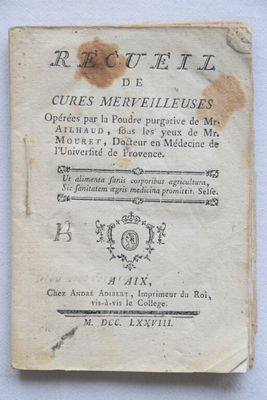 RECUEIL
DE
CURES MERVEILLEUSES
Opérées par la Poudre purgative de Mr.
AILHAUD, sous les yeux de Mr.
MOURET, Docteur en Médecine de
l'Université de Provence.
Ut alimenta sanis corporibus agricultura,
Sic sanitatem ægris medicina promittit. Selse.
B
A AIX,
Chez ANDRÉ ADIBERT, Imprimeur du Roi,
vis-à-vis le College.
M. DCC. LXXVIII.